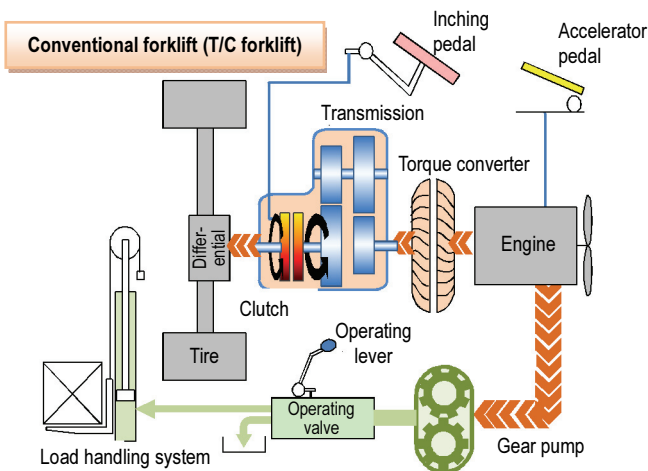 Conventional forklift (T/C forklift)
Inching
pedal
Accelerator
pedal
Transmission
Torque converter
Engine
Differ-
ential
Clutch
Tire
Operating
lever
Operating
valve
Gear pump
Load handling system